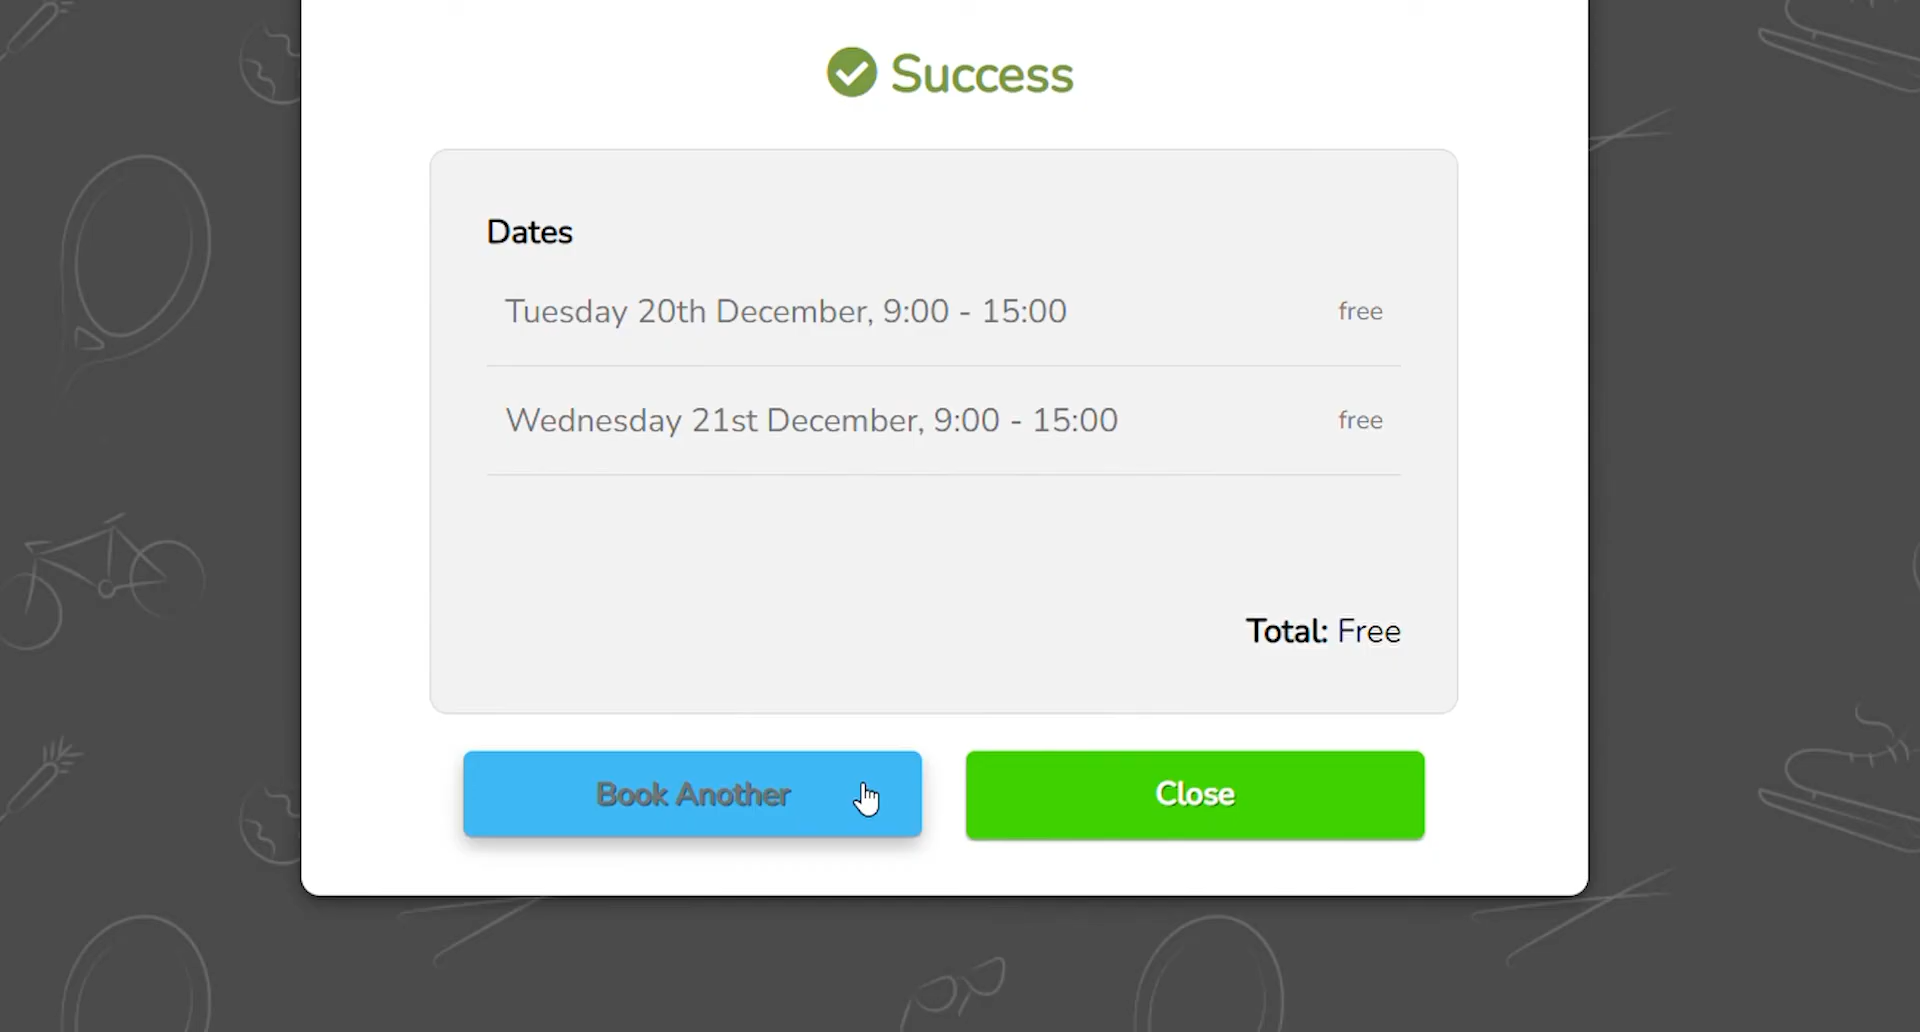 Success
Dates
Tuesday 20th December, 9:00 - 15:00 free
Wednesday 21st December, 9:00 - 15:00 free
Total: Free
Book Another Close